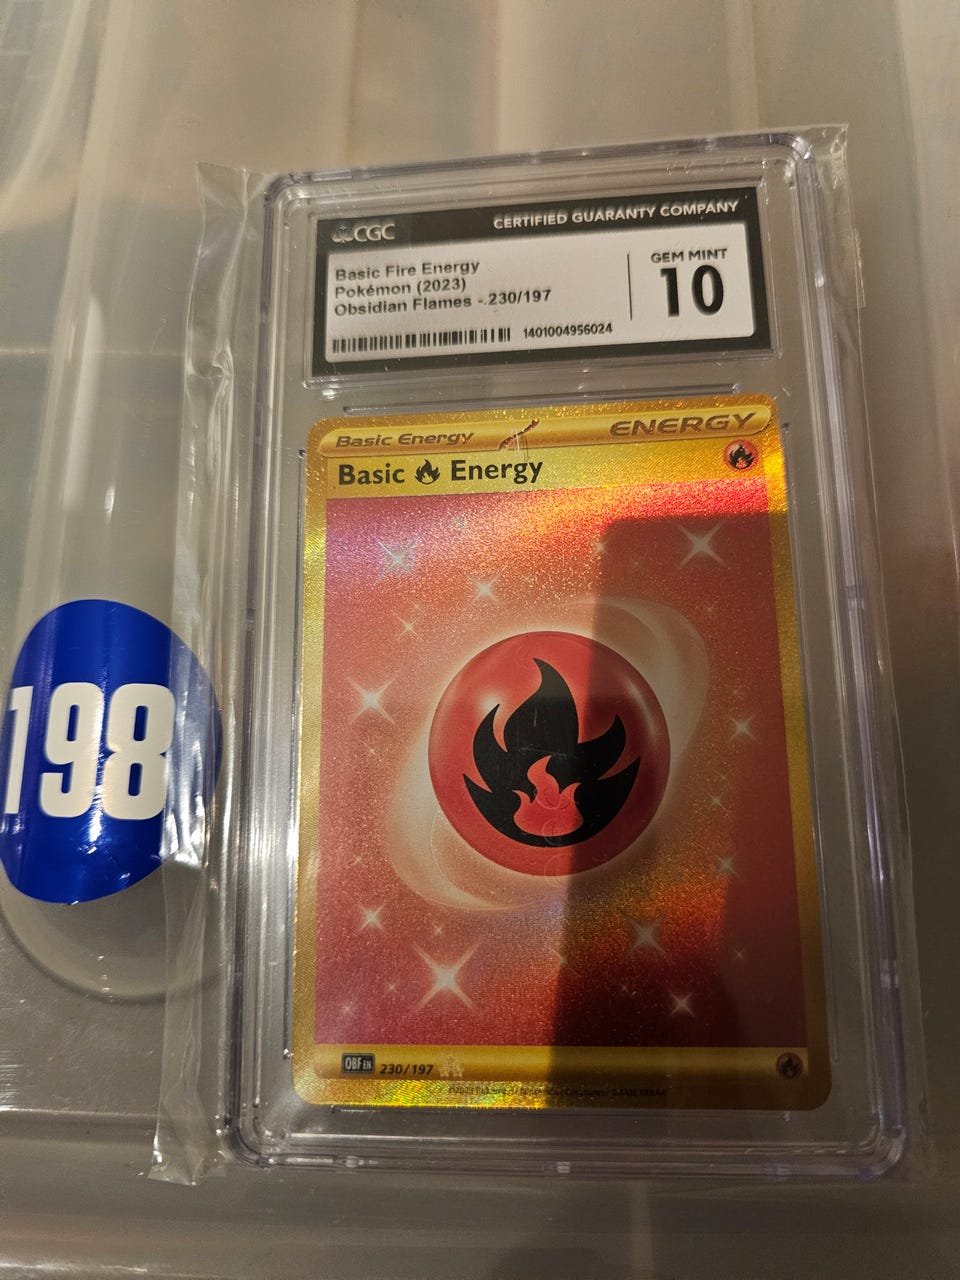 CGC
CERTIFIED GUARANTY COMPANY
Basic Fire Energy
Pokémon (2023)
Obsidian Flames - 230/197
1401004956024
GEM MINT
10
Basic Energy
ENERGY
Basic Energy
198
OBF EN
230/197